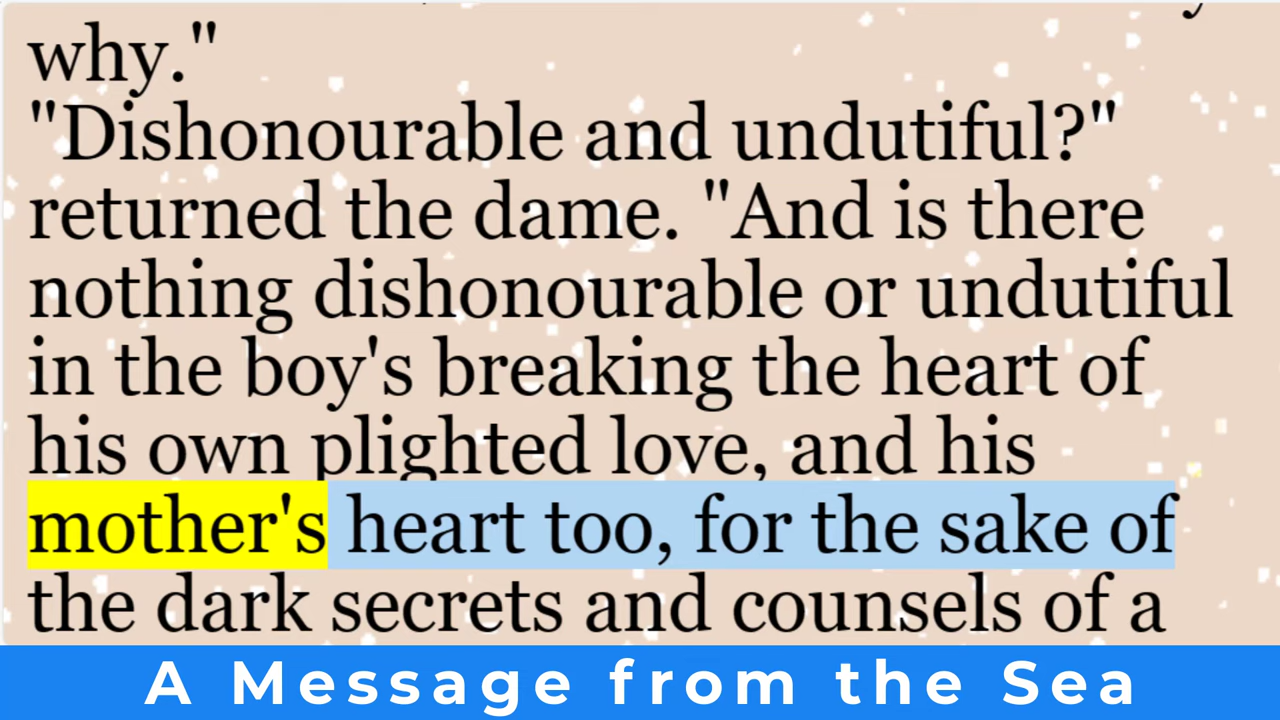 why."
"Dishonourable and undutiful?"
returned the dame. "And is there
nothing dishonourable or undutiful
in the boy's breaking the heart of
his own plighted love, and his
mother's heart too, for the sake of
the dark secrets and counsels of a
A Message from the Sea